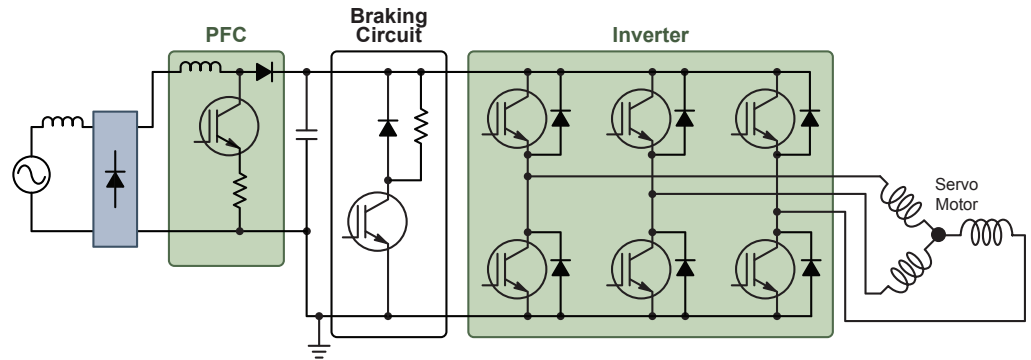 PFC
Braking
Circuit
Inverter
Servo
Motor